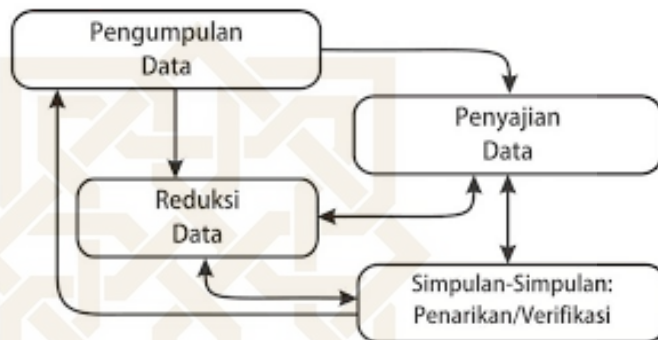 Pengumpulan
Data
Penyajian
Data
Reduksi
Data
Simpulan-Simpulan:
Penarikan/Verifikasi